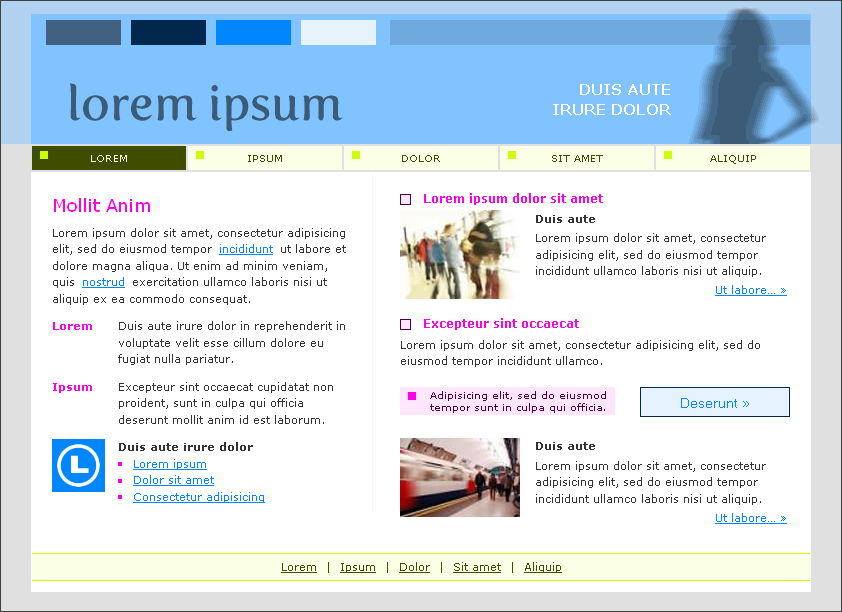 lorem ipsum
DUIS AUTE
IRURE DOLOR
LOREM
IPSUM
DOLOR
SIT AMET
ALIQUIP
Mollit Anim
Lorem ipsum dolor sit amet, consectetur adipisicing
elit, sed do eiusmod tempor incididunt ut labore et
dolore magna aliqua. Ut enim ad minim veniam,
quis nostrud exercitation ullamco laboris nisi ut
aliquip ex ea commodo consequat.
Lorem
Duis aute irure dolor in reprehenderit in
voluptate velit esse cillum dolore eu
fugiat nulla pariatur.
Ipsum
Excepteur sint occaecat cupidatat non
proident, sunt in culpa qui officia
deserunt mollit anim id est laborum.
Duis aute irure dolor
Lorem ipsum
Dolor sit amet
Consectetur adipisicing
Lorem ipsum dolor sit amet
Duis aute
Lorem ipsum dolor sit amet, consectetur
adipisicing elit, sed do eiusmod tempor
incididunt ullamco laboris nisi ut aliquip.
Ut labore... »
Excepteur sint occaecat
Lorem ipsum dolor sit amet, consectetur adipisicing elit, sed do
eiusmod tempor incididunt ullamco.
Adipisicing elit, sed do eiusmod
tempor sunt in culpa qui officia.
Deserunt »
Duis aute
Lorem ipsum dolor sit amet, consectetur
adipisicing elit, sed do eiusmod tempor
incididunt ullamco laboris nisi ut aliquip.
Ut labore... »
Lorem | Ipsum | Dolor | Sit amet | Aliquip